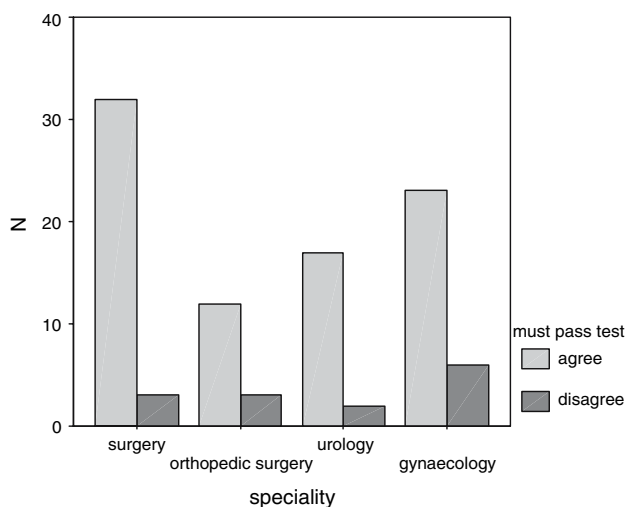 40
30
20
10
0
N
surgery
orthopedic surgery
urology
gynaecology
speciality
must pass test
agree
disagree